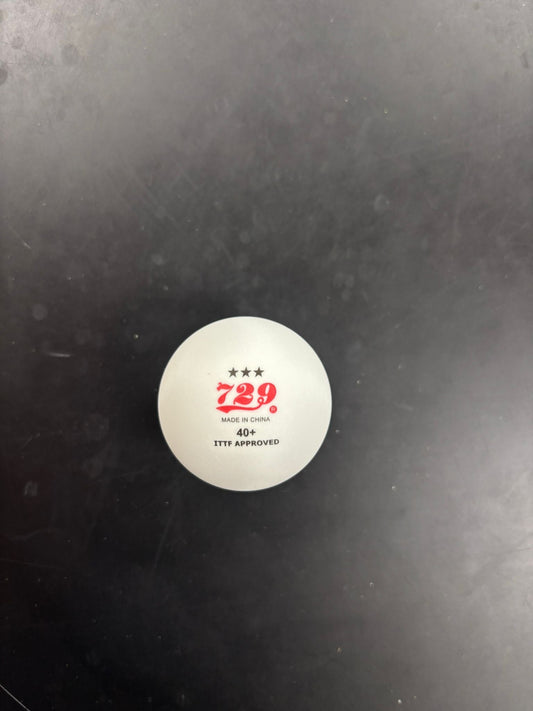 ★★★
729®
MADE IN CHINA
40+
ITTF APPROVED